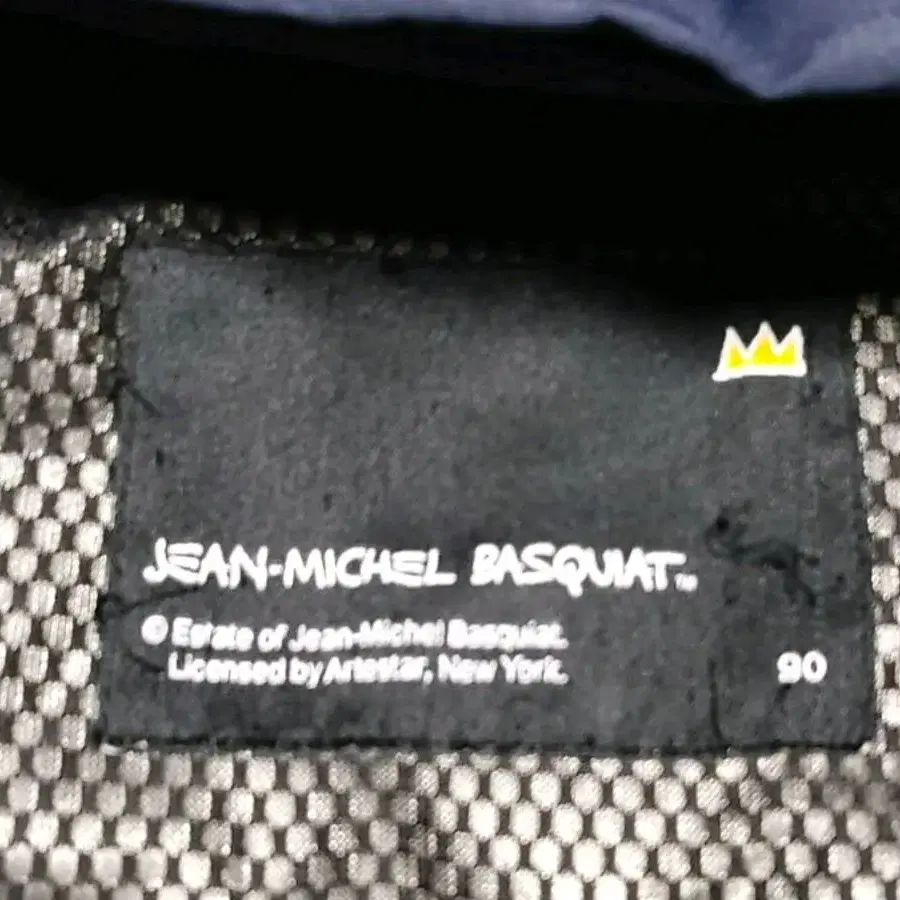 JEAN-MICHEL BASQUIAT™
© Estate of Jean-Michel Basquiat.
Licensed by Artestar, New York.
90